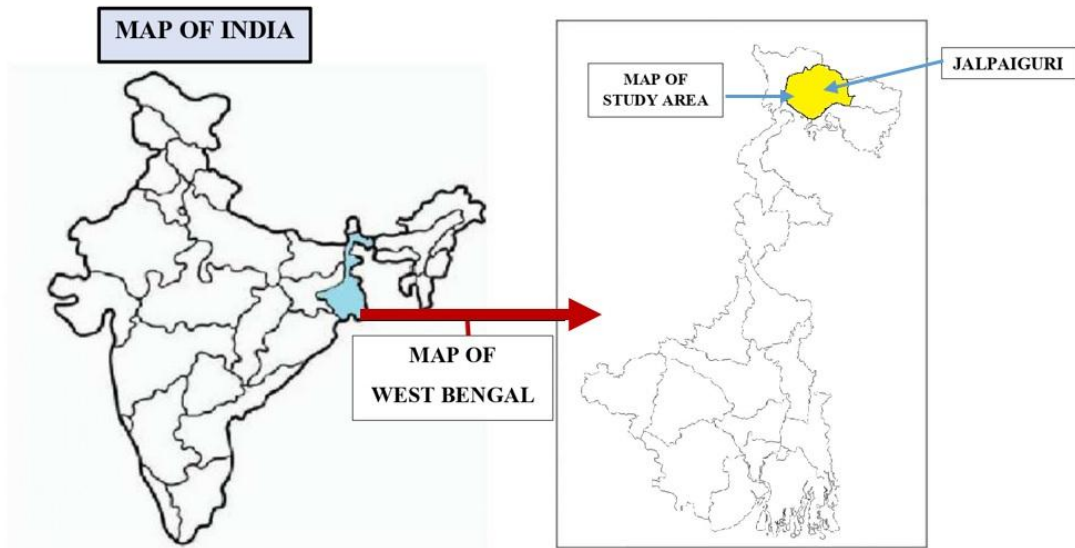 MAP OF INDIA
MAP OF
STUDY AREA
JALPAIGURI
MAP OF
WEST BENGAL